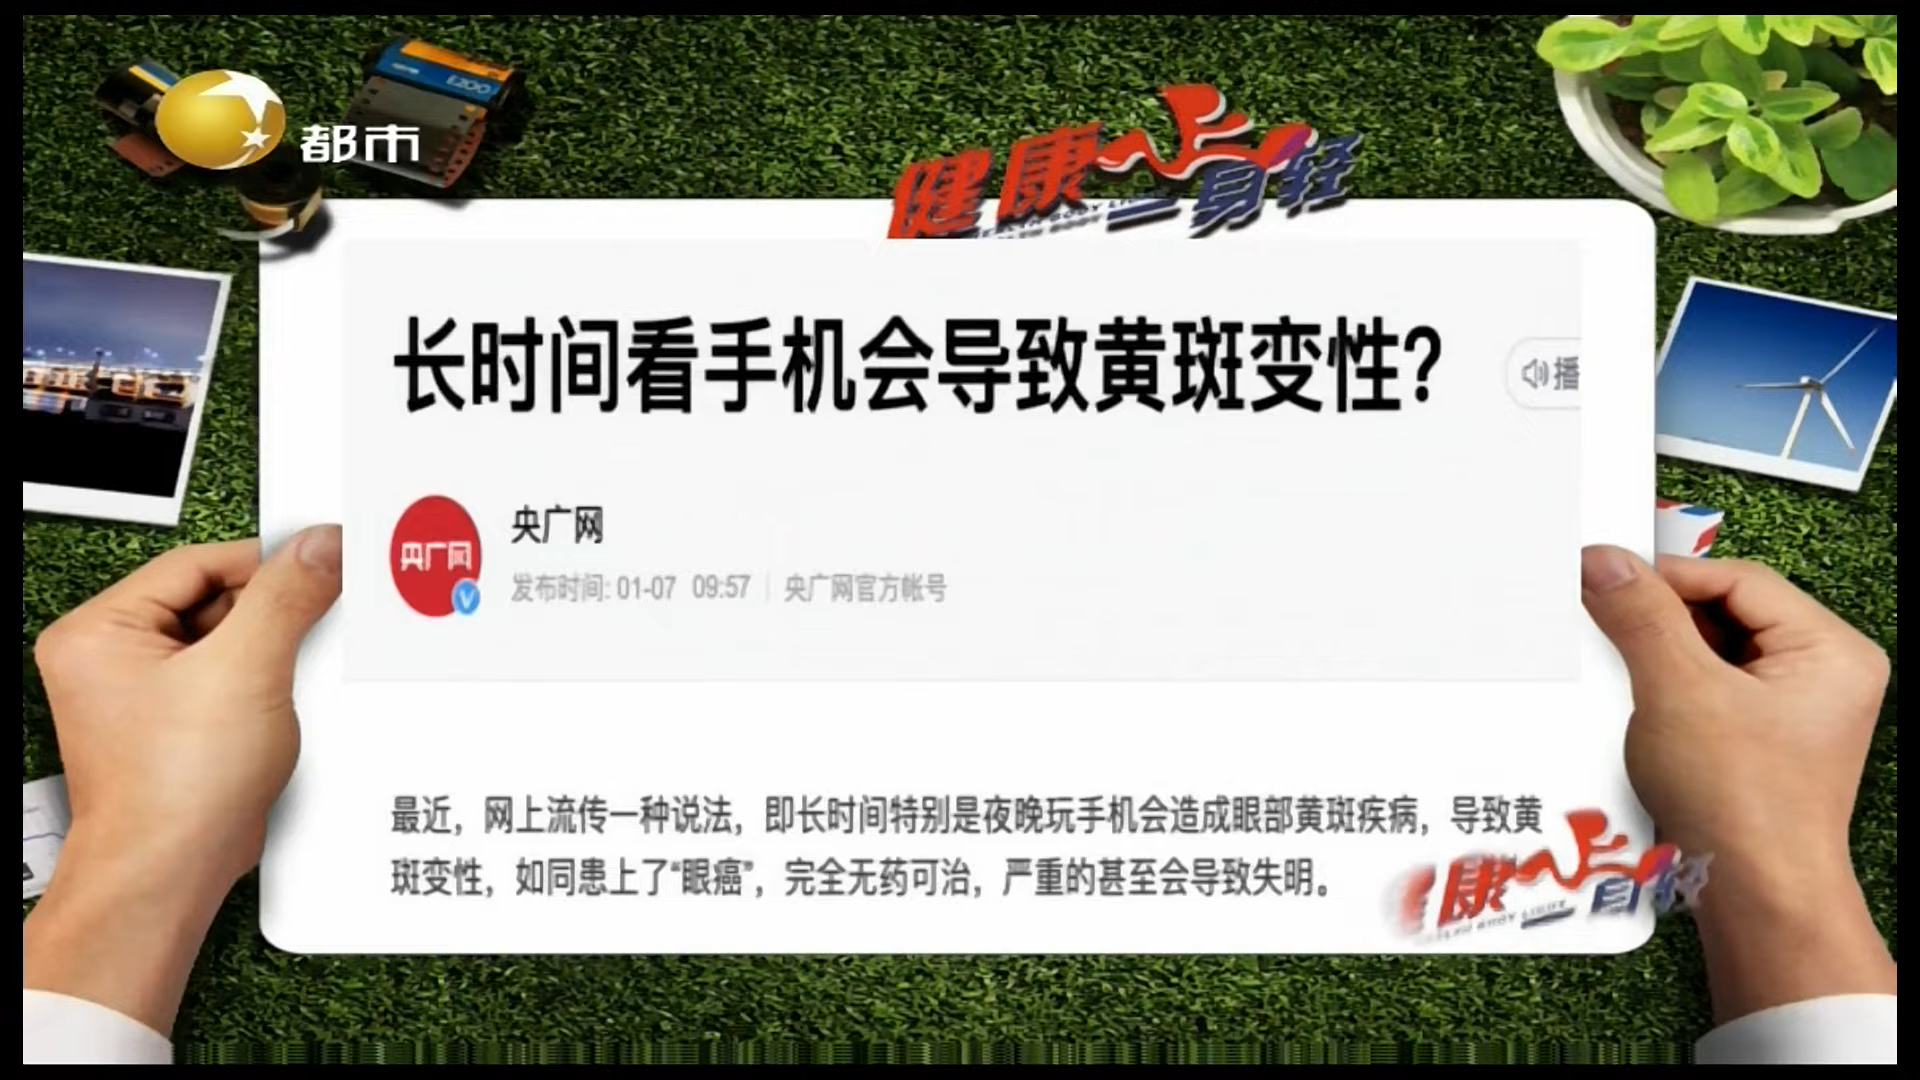 E200
都市
健康一身轻
长时间看手机会导致黄斑变性?
播
央广网
央广网
发布时间: 01-07 09:57 央广网官方帐号
最近，网上流传一种说法，即长时间特别是夜晚玩手机会造成眼部黄斑疾病，导致黄
斑变性，如同患上了“眼癌”，完全无药可治，严重的甚至会导致失明。
康一身轻